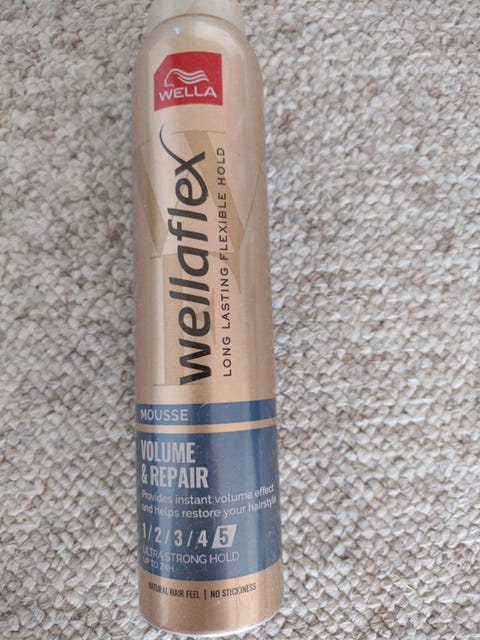 WELLA
wellaflex
LONG LASTING FLEXIBLE HOLD
MOUSSE
VOLUME
& REPAIR
Provides instant volume effect
and helps restore your hairstyle
1/2/3/4 5
ULTRA STRONG HOLD
UP TO 24H
NATURAL HAIR FEEL | NO STICKINESS